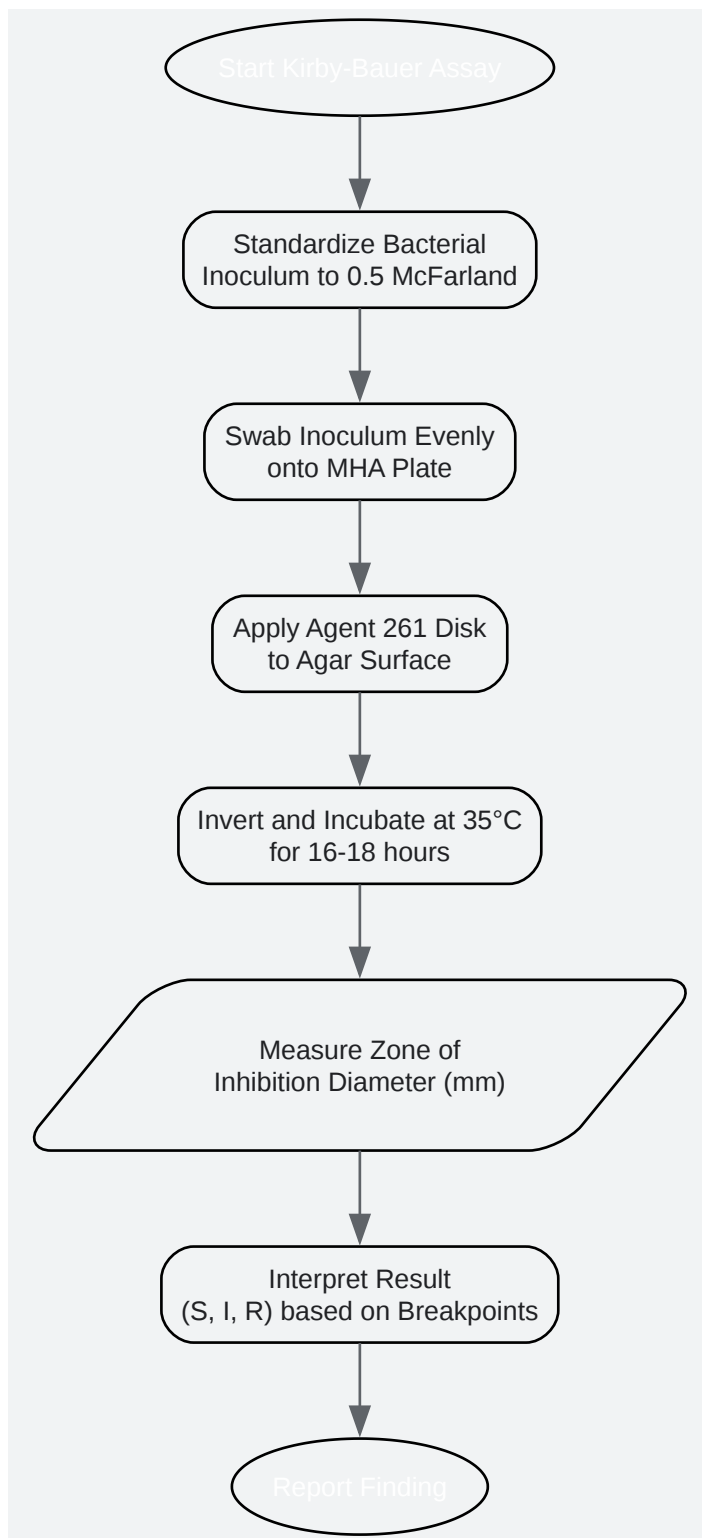 Start Kirby-Bauer Assay
Standardize Bacterial
Inoculum to 0.5 McFarland
Swab Inoculum Evenly
onto MHA Plate
Apply Agent 261 Disk
to Agar Surface
Invert and Incubate at 35°C
for 16-18 hours
Measure Zone of
Inhibition Diameter (mm)
Interpret Result
(S, I, R) based on Breakpoints
Report Finding